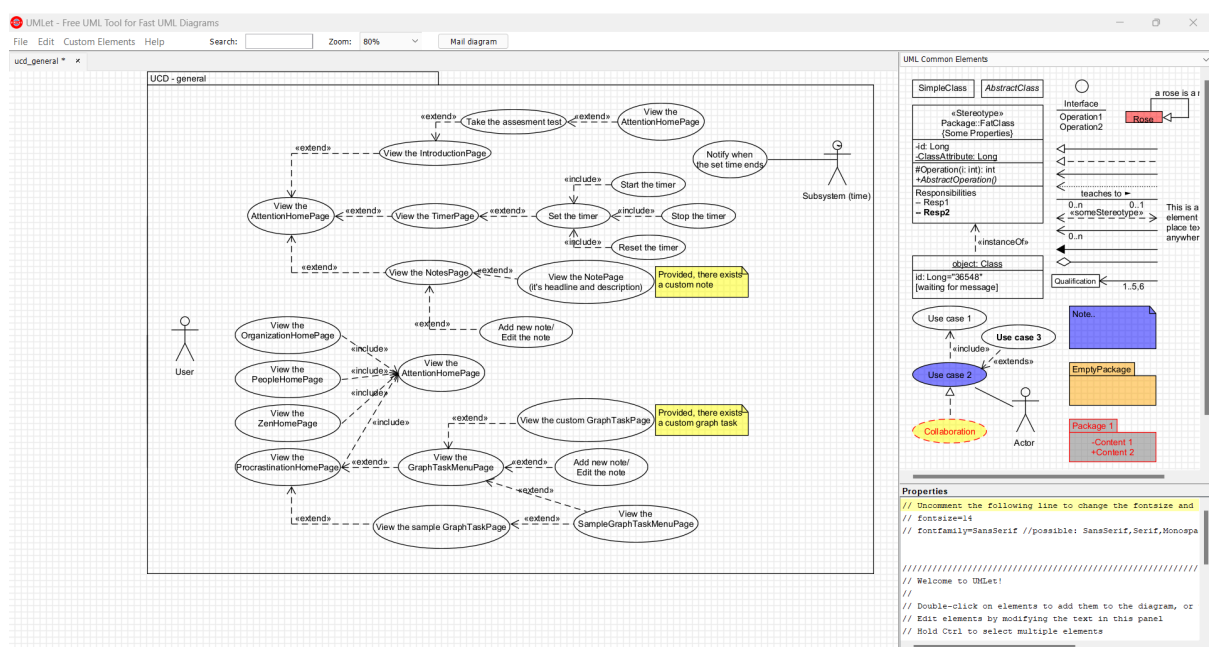 UMLet - Free UML Tool for Fast UML Diagrams
File Edit Custom Elements Help Search: Zoom: 80% Mail diagram
ucd_general *
UCD - general
«extend»
Take the assesment test
«extend»
View the
AttentionHomePage
«extend»
View the IntroductionPage
Notify when
the set time ends
Subsystem (time)
«include»
Start the timer
View the
AttentionHomePage
«extend»
View the TimerPage
«extend»
Set the timer
«include»
Stop the timer
«include»
Reset the timer
«extend»
View the NotesPage
«extend»
View the NotePage
(it's headline and description)
Provided, there exists
a custom note
«extend»
Add new note/
Edit the note
User
View the
OrganizationHomePage
«include»
View the
PeopleHomePage
«include»
View the
AttentionHomePage
«include»
View the
ZenHomePage
«include»
«extend»
View the custom GraphTaskPage
Provided, there exists
a custom graph task
View the
ProcrastinationHomePage
«extend»
View the
GraphTaskMenuPage
«extend»
Add new note/
Edit the note
«extend»
«extend»
View the sample GraphTaskPage
«extend»
View the
SampleGraphTaskMenuPage
UML Common Elements
SimpleClass
AbstractClass
Interface
Operation1
Operation2
a rose is a r
Rose
«Stereotype»
Package::FatClass
{Some Properties}
-id: Long
-ClassAttribute: Long
#Operation(i: int): int
+AbstractOperation()
Responsibilities
-- Resp1
-- Resp2
teaches to ►
0..n 0..1
«someStereotype»
0..n
This is a
element
place tex
anywher
«instanceOf»
object: Class
id: Long="36548"
[waiting for message]
Qualification
1..5,6
Use case 1
Note..
Use case 3
«include»
«extends»
Use case 2
EmptyPackage
Collaboration
Actor
Package 1
-Content 1
+Content 2
Properties
// Uncomment the following line to change the fontsize and
// fontsize=14
// fontfamily=SansSerif //possible: SansSerif,Serif,Monospa
//////////////////////////////////////////////////////////
// Welcome to UMLet!
//
// Double-click on elements to add them to the diagram, or
// Edit elements by modifying the text in this panel
// Hold Ctrl to select multiple elements